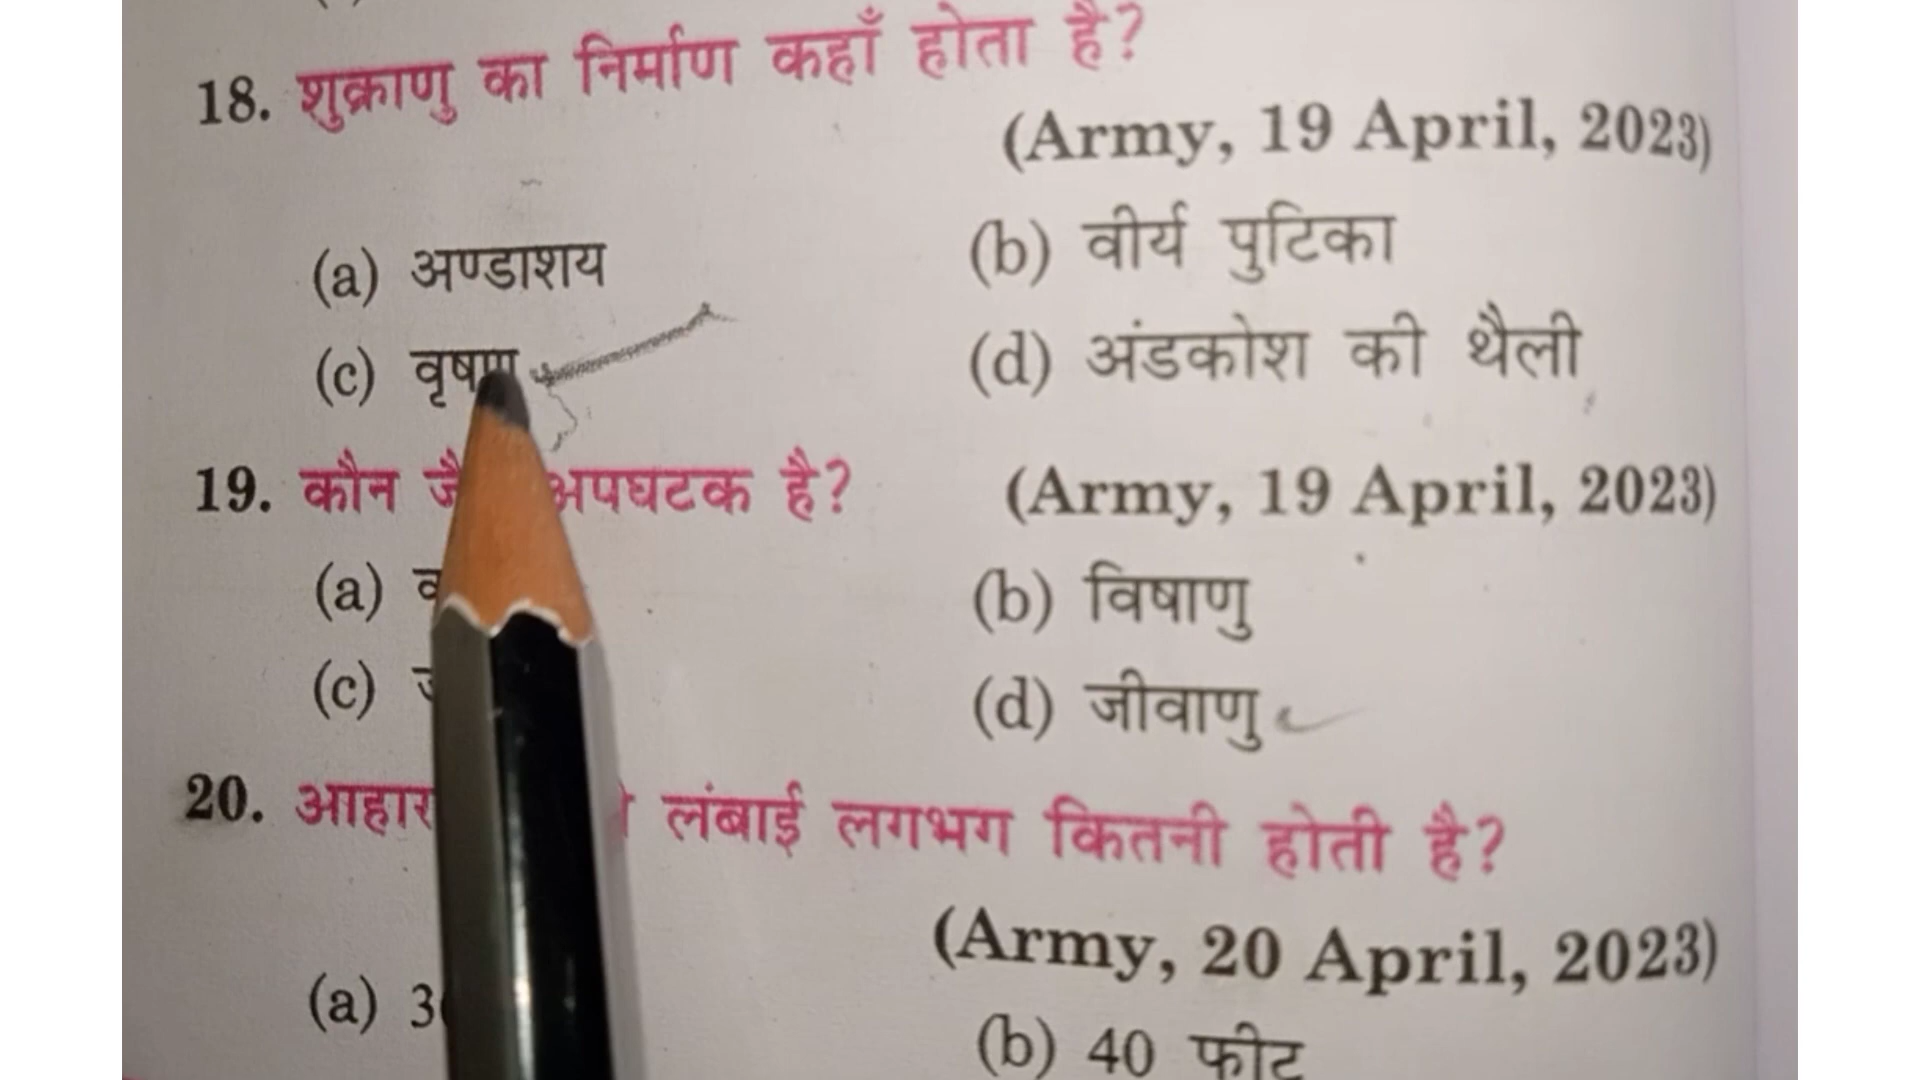 18. शुक्राणु का निर्माण कहाँ होता है?
(Army, 19 April, 2023)
(a) अण्डाशय (b) वीर्य पुटिका
(c) वृषण (d) अंडकोश की थैली
19. कौन अपघटक है? (Army, 19 April, 2023)
(a) (b) विषाणु
(c) (d) जीवाणु
20. आहार लंबाई लगभग कितनी होती है?
(Army, 20 April, 2023)
(a) (b) 40 फीट